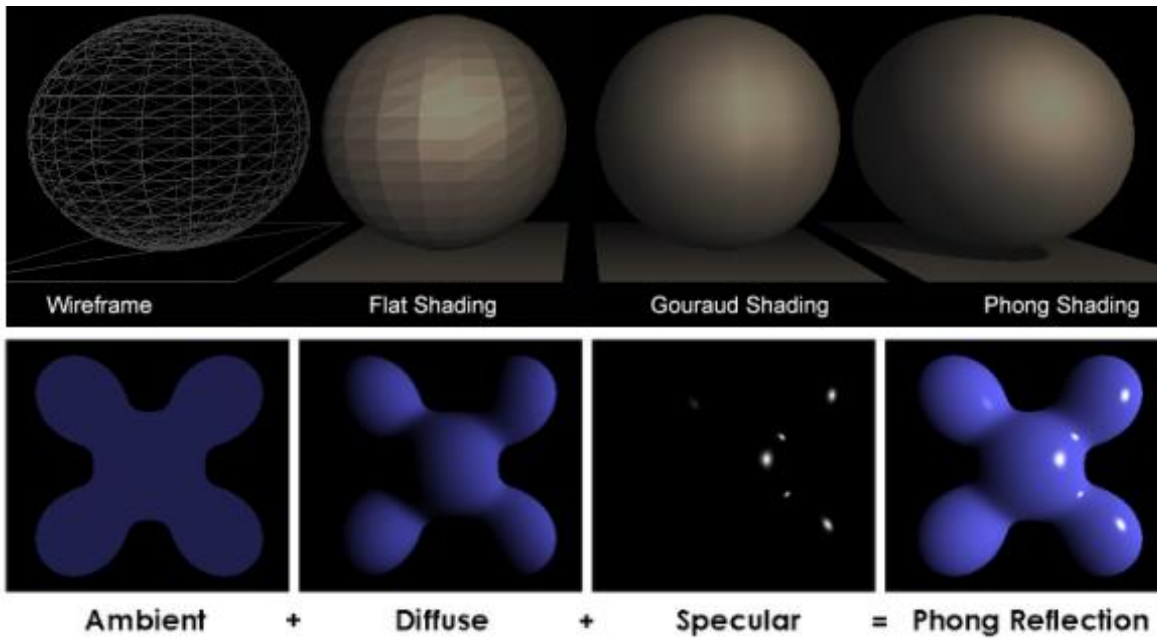 Wireframe Flat Shading Gouraud Shading Phong Shading
Ambient + Diffuse + Specular = Phong Reflection